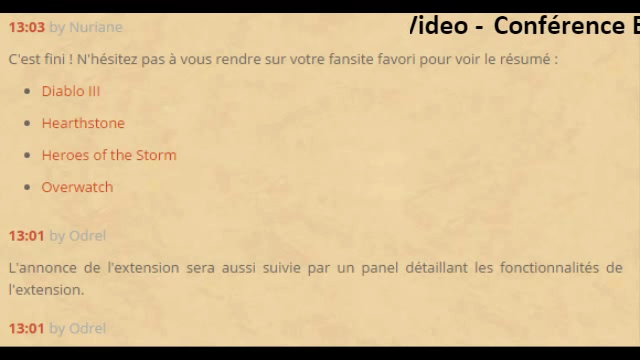 /ideo - Conférence
13:03 by Nuriane
C'est fini ! N'hésitez pas à vous rendre sur votre fansite favori pour voir le résumé :
• Diablo III
• Hearthstone
• Heroes of the Storm
• Overwatch
13:01 by Odrel
L'annonce de l'extension sera aussi suivie par un panel détaillant les fonctionnalités de
l'extension.
13:01 by Odrel